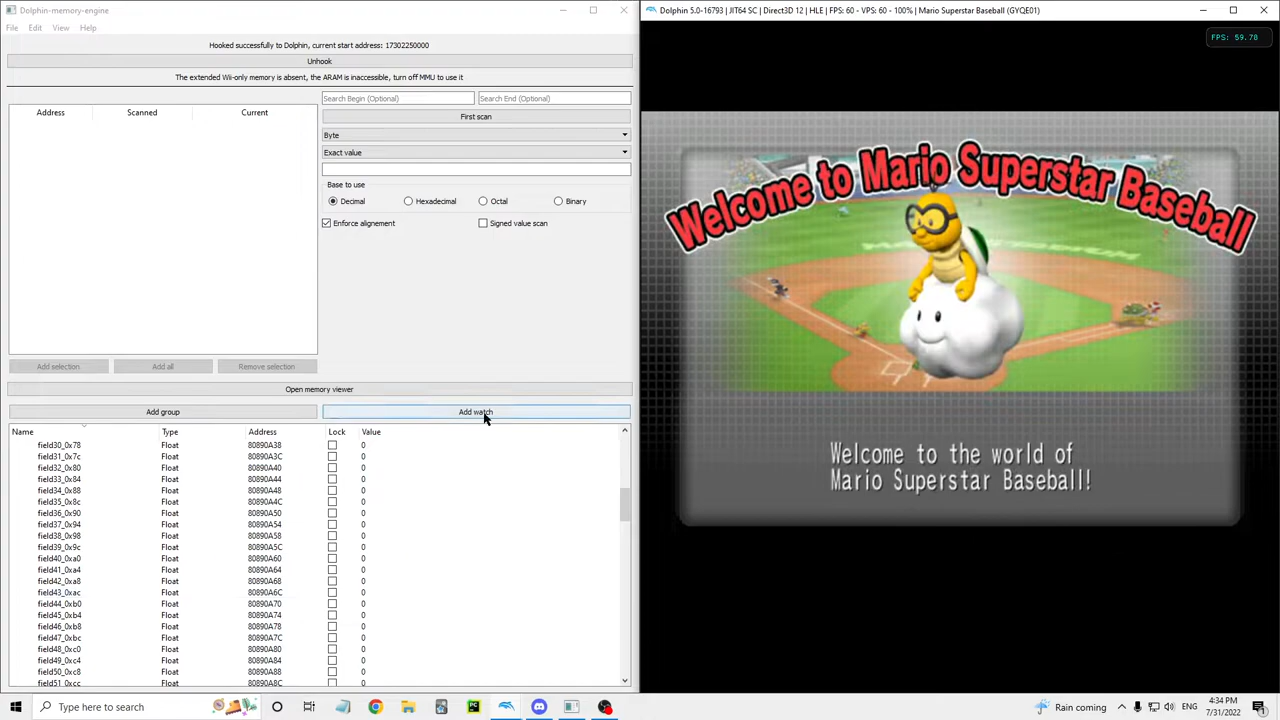 Dolphin-memory-engine
File Edit View Help
Hooked successfully to Dolphin, current start address: 17302250000
Unhook
The extended Wii-only memory is absent, the ARAM is inaccessible, turn off MMU to use it
Address Scanned Current
Search Begin (Optional) Search End (Optional)
First scan
Byte
Exact value
Base to use
Decimal Hexadecimal Octal Binary
Enforce alignement Signed value scan
Add selection Add all Remove selection
Open memory viewer
Add group Add watch
Name Type Address Lock Value
field30_0x78 Float 80890A38 0
field31_0x7c Float 80890A3C 0
field32_0x80 Float 80890A40 0
field33_0x84 Float 80890A44 0
field34_0x88 Float 80890A48 0
field35_0x8c Float 80890A4C 0
field36_0x90 Float 80890A50 0
field37_0x94 Float 80890A54 0
field38_0x98 Float 80890A58 0
field39_0x9c Float 80890A5C 0
field40_0xa0 Float 80890A60 0
field41_0xa4 Float 80890A64 0
field42_0xa8 Float 80890A68 0
field43_0xac Float 80890A6C 0
field44_0xb0 Float 80890A70 0
field45_0xb4 Float 80890A74 0
field46_0xb8 Float 80890A78 0
field47_0xbc Float 80890A7C 0
field48_0xc0 Float 80890A80 0
field49_0xc4 Float 80890A84 0
field50_0xc8 Float 80890A88 0
field51_0xcc Float 80890A8C 0
Dolphin 5.0-16793 | JIT64 SC | Direct3D 12 | HLE | FPS: 60 - VPS: 60 - 100% | Mario Superstar Baseball (GYQE01)
FPS: 59.70
Welcome to Mario Superstar Baseball
Welcome to the world of
Mario Superstar Baseball!
Type here to search
Rain coming
4:34 PM
7/31/2022